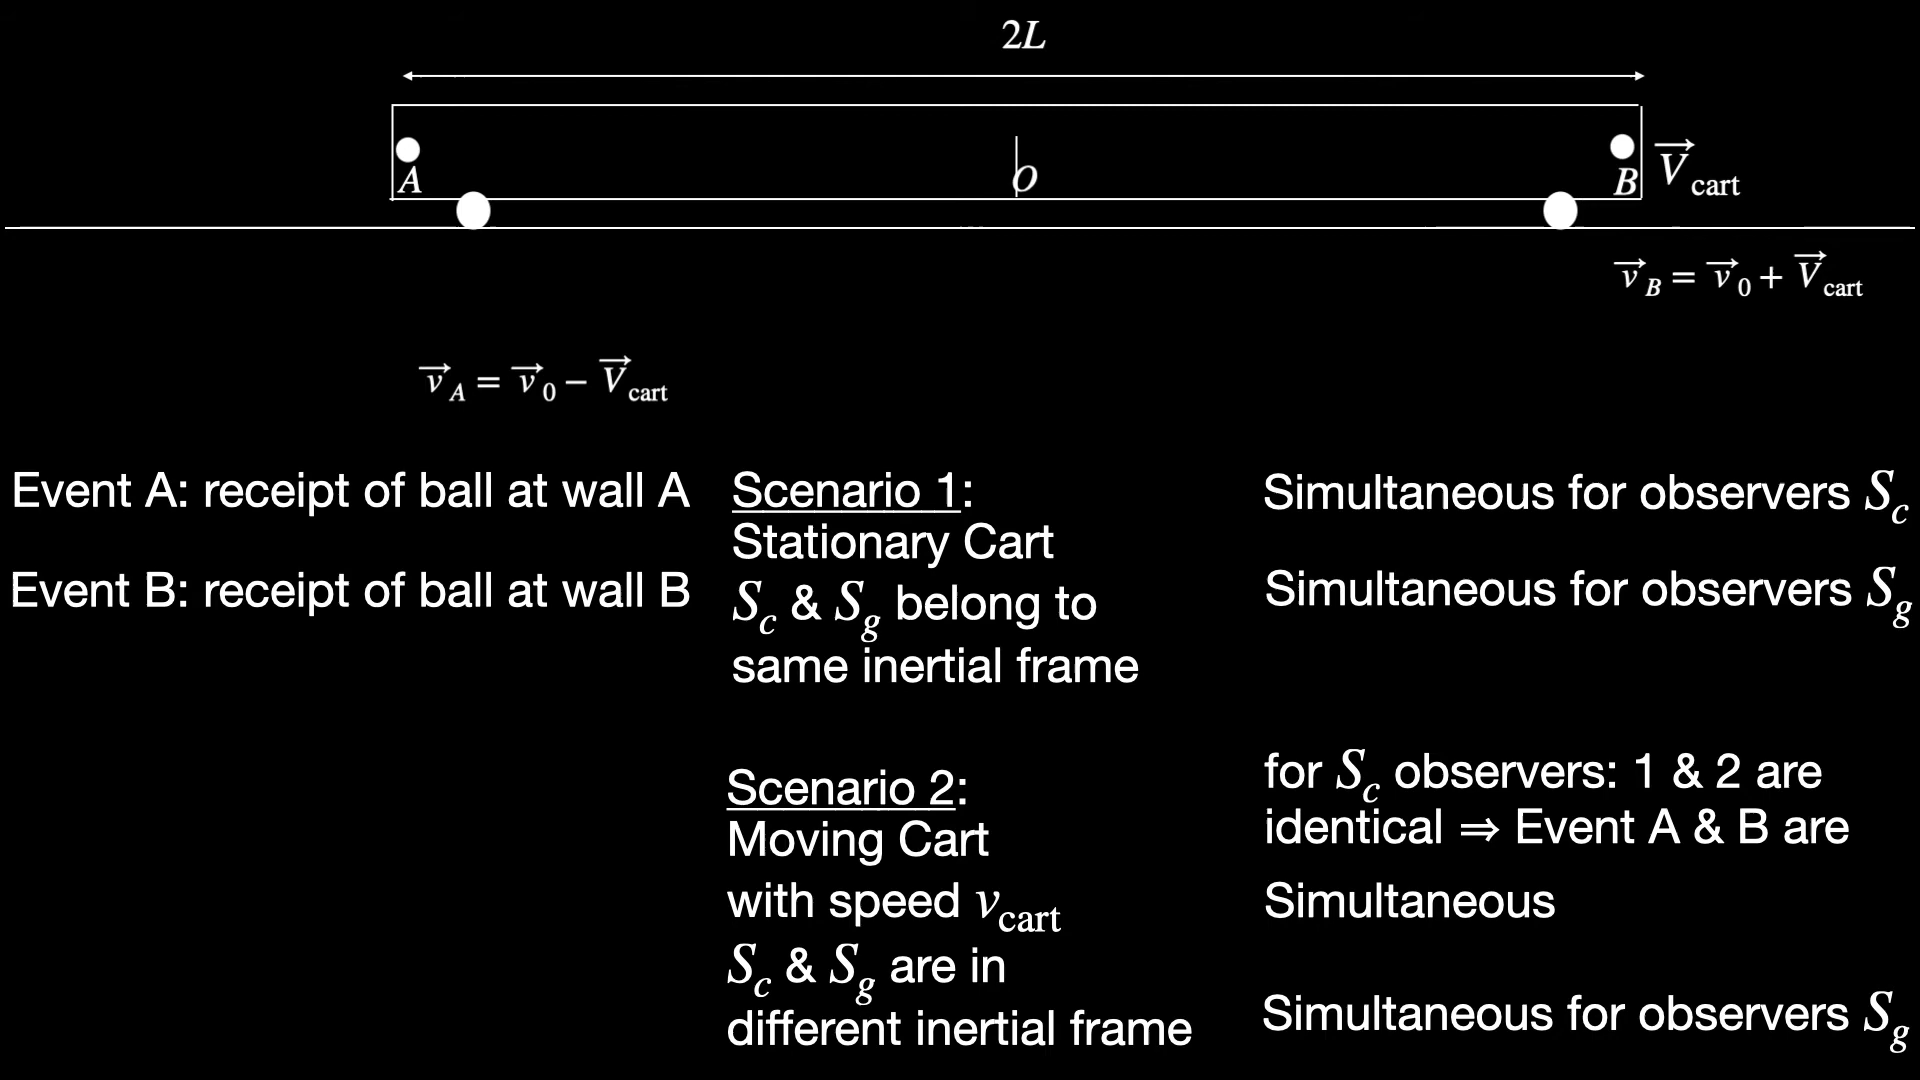 2L
A
O
B
V⃗cart
v⃗B = v⃗0 + V⃗cart
v⃗A = v⃗0 − V⃗cart
Event A: receipt of ball at wall A
Event B: receipt of ball at wall B
Scenario 1:
Stationary Cart
Sc & Sg belong to
same inertial frame
Simultaneous for observers Sc
Simultaneous for observers Sg
Scenario 2:
Moving Cart
with speed vcart
Sc & Sg are in
different inertial frame
for Sc observers: 1 & 2 are
identical ⇒ Event A & B are
Simultaneous
Simultaneous for observers Sg